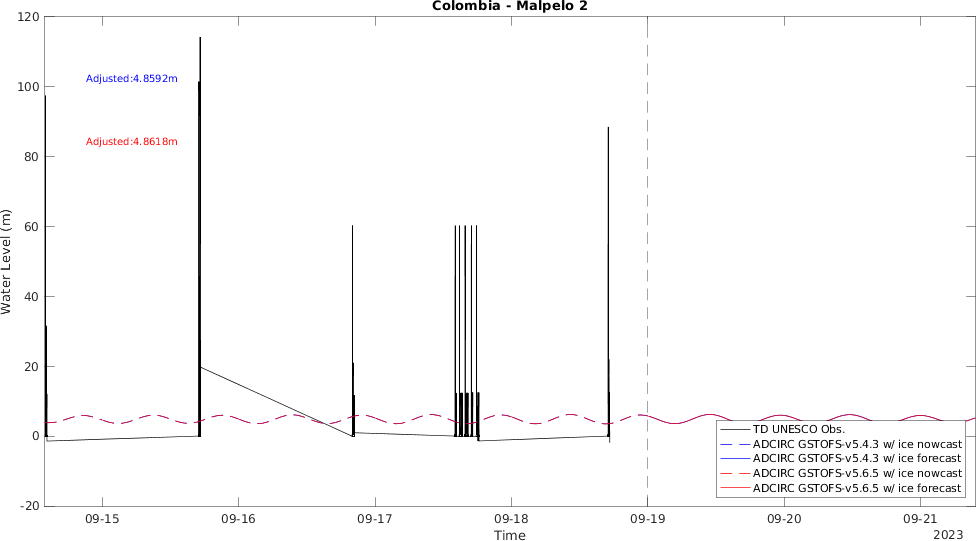 Colombia - Malpelo 2
120
100
80
60
40
20
0
-20
Water Level (m)
Adjusted:4.8592m
Adjusted:4.8618m
TD UNESCO Obs.
ADCIRC GSTOFS-v5.4.3 w/ ice nowcast
ADCIRC GSTOFS-v5.4.3 w/ ice forecast
ADCIRC GSTOFS-v5.6.5 w/ ice nowcast
ADCIRC GSTOFS-v5.6.5 w/ ice forecast
09-15 09-16 09-17 09-18 09-19 09-20 09-21
Time
2023